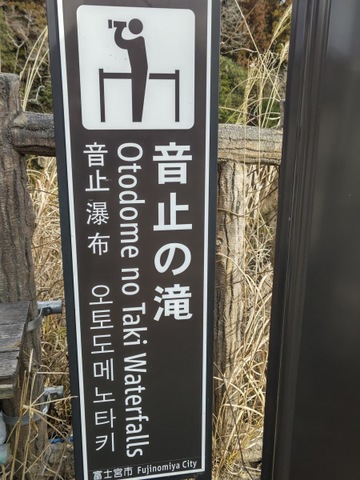 音止の滝
Otodome no Taki Waterfalls
音止瀑布 오토도메노타키
富士宮市 Fujinomiya City